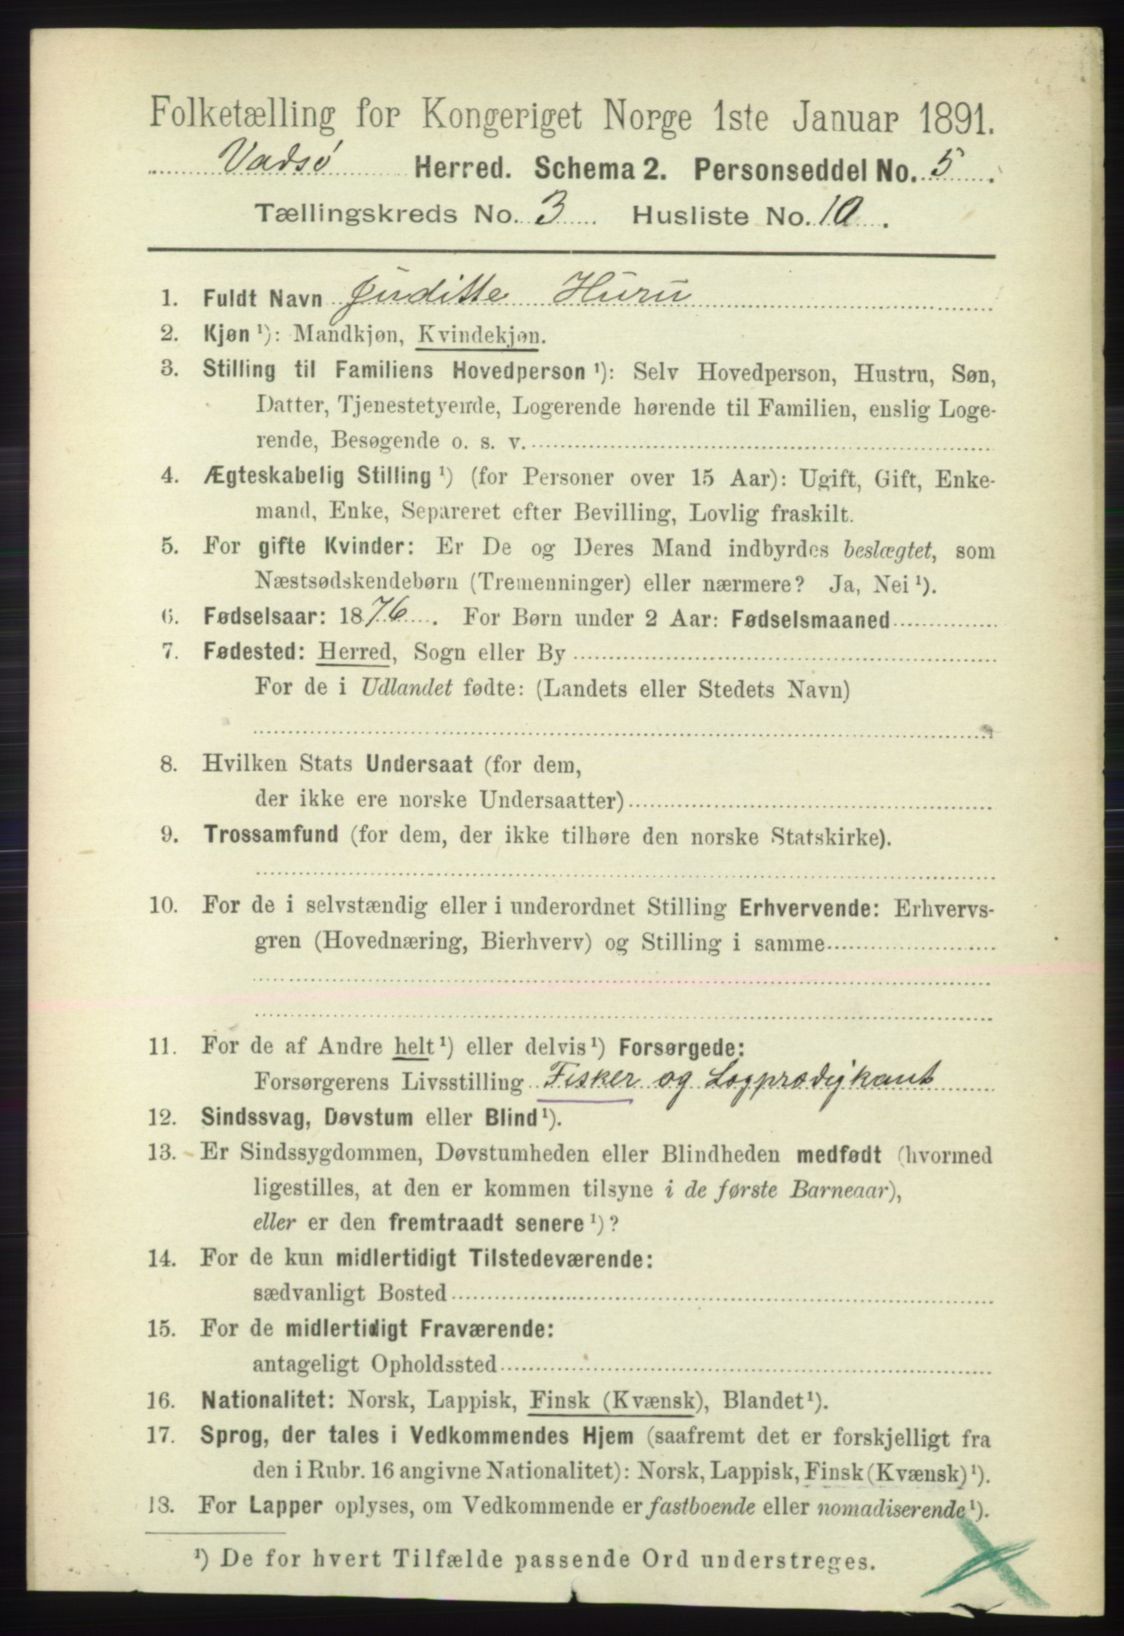 Folketælling for Kongeriget Norge 1ste Januar 1891.
Vadsø Herred. Schema 2. Personseddel No. 5.
Tællingskreds No. 3 Husliste No. 10.
1. Fuldt Navn Juditte Huru
2. Kjøn ¹): Mandkjøn, Kvindekjøn.
3. Stilling til Familiens Hovedperson ¹): Selv Hovedperson, Hustru, Søn,
Datter, Tjenestetyende, Logerende hørende til Familien, enslig Loge-
rende, Besøgende o. s. v.
4. Ægteskabelig Stilling ¹) (for Personer over 15 Aar): Ugift, Gift, Enke-
mand, Enke, Separeret efter Bevilling, Lovlig fraskilt.
5. For gifte Kvinder: Er De og Deres Mand indbyrdes beslægtet, som
Næstsødskendebørn (Tremenninger) eller nærmere? Ja, Nei ¹).
6. Fødselsaar: 1876. For Børn under 2 Aar: Fødselsmaaned
7. Fødested: Herred, Sogn eller By
For de i Udlandet fødte: (Landets eller Stedets Navn)
8. Hvilken Stats Undersaat (for dem,
der ikke ere norske Undersaatter)
9. Trossamfund (for dem, der ikke tilhøre den norske Statskirke).
10. For de i selvstændig eller i underordnet Stilling Erhvervende: Erhvervs-
gren (Hovednæring, Bierhverv) og Stilling i samme
11. For de af Andre helt ¹) eller delvis ¹) Forsørgede:
Forsørgerens Livsstilling Fisker og
12. Sindssvag, Døvstum eller Blind ¹).
13. Er Sindssygdommen, Døvstumheden eller Blindheden medfødt (hvormed
ligestilles, at den er kommen tilsyne i de første Barneaar),
eller er den fremtraadt senere ¹)?
14. For de kun midlertidigt Tilstedeværende:
sædvanligt Bosted
15. For de midlertidigt Fraværende:
antageligt Opholdssted
16. Nationalitet: Norsk, Lappisk, Finsk (Kvænsk), Blandet ¹).
17. Sprog, der tales i Vedkommendes Hjem (saafremt det er forskjelligt fra
den i Rubr. 16 angivne Nationalitet): Norsk, Lappisk, Finsk (Kvænsk) ¹).
18. For Lapper oplyses, om Vedkommende er fastboende eller nomadiserende ¹).
¹) De for hvert Tilfælde passende Ord understreges.